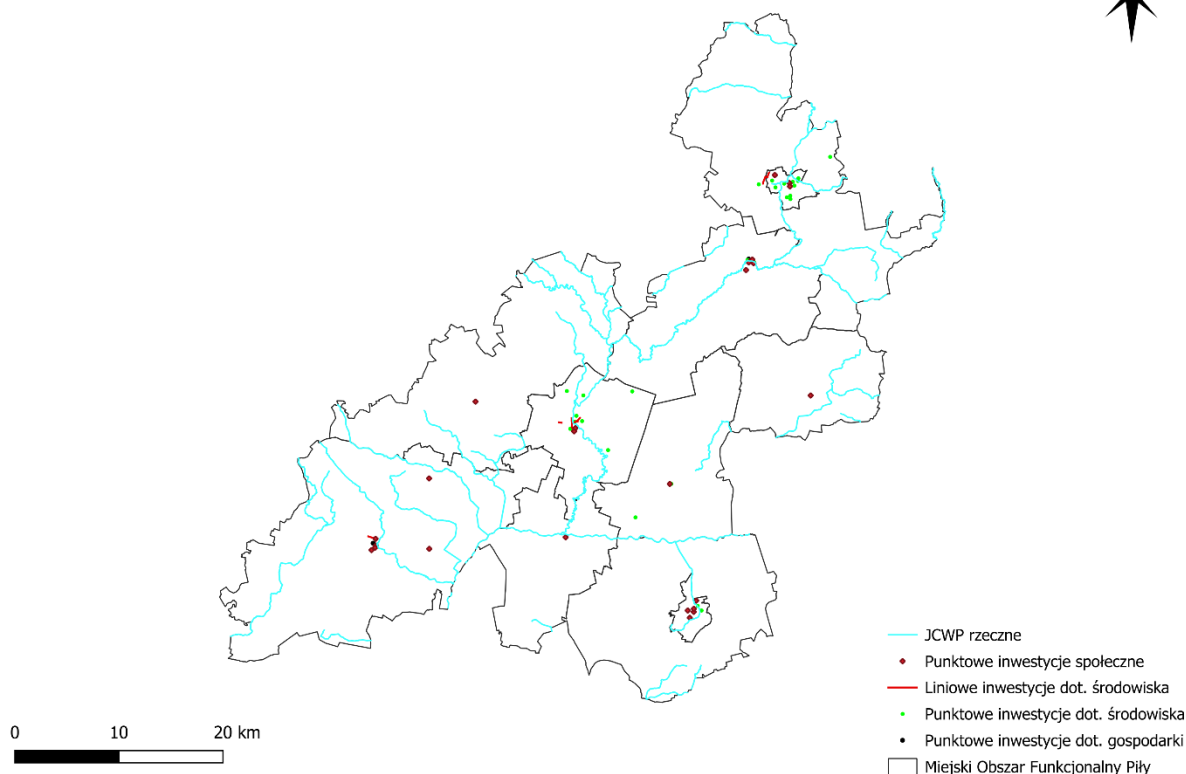 JCWP rzeczne
Punktowe inwestycje społeczne
Liniowe inwestycje dot. środowiska
Punktowe inwestycje dot. środowiska
Punktowe inwestycje dot. gospodarki
Miejski Obszar Funkcjonalny Piły
0 10 20 km